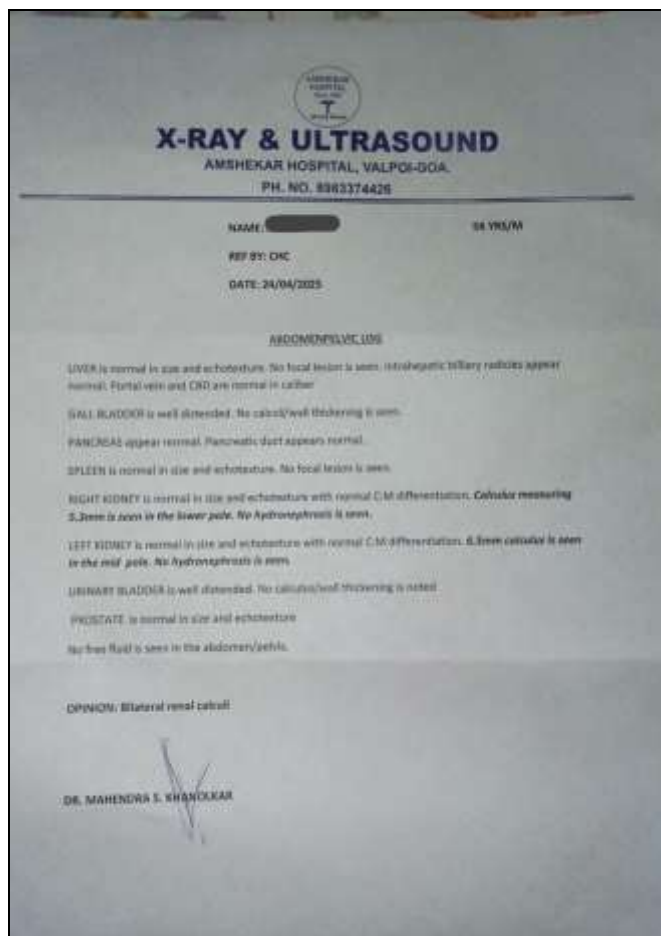 AMSHEKAR
HOSPITAL
X-RAY & ULTRASOUND
AMSHEKAR HOSPITAL, VALPOI-GOA.
PH. NO. 8983374426
NAME: YRS/M
REF BY: CHC
DATE: 24/04/2025
ABDOMENPELVIC USG
LIVER is normal in size and echotexture. No focal lesion is seen. Intrahepatic billiary radicles appear
normal. Portal vein and CBD are normal in caliber
GALL BLADDER is well distended. No calculi/wall thickening is seen.
PANCREAS appear normal. Pancreatic duct appears normal.
SPLEEN is normal in size and echotexture. No focal lesion is seen.
RIGHT KIDNEY is normal in size and echotexture with normal C.M differentiation. Calculus measuring
5.3mm is seen in the lower pole. No hydronephrosis is seen.
LEFT KIDNEY is normal in size and echotexture with normal C.M differentiation. 6.5mm calculus is seen
in the mid pole. No hydronephrosis is seen.
URINARY BLADDER is well distended. No calculus/wall thickening is noted
PROSTATE is normal in size and echotexture
No free fluid is seen in the abdomen/pelvis.
OPINION: Bilateral renal calculi
DR. MAHENDRA S. KHANOLKAR